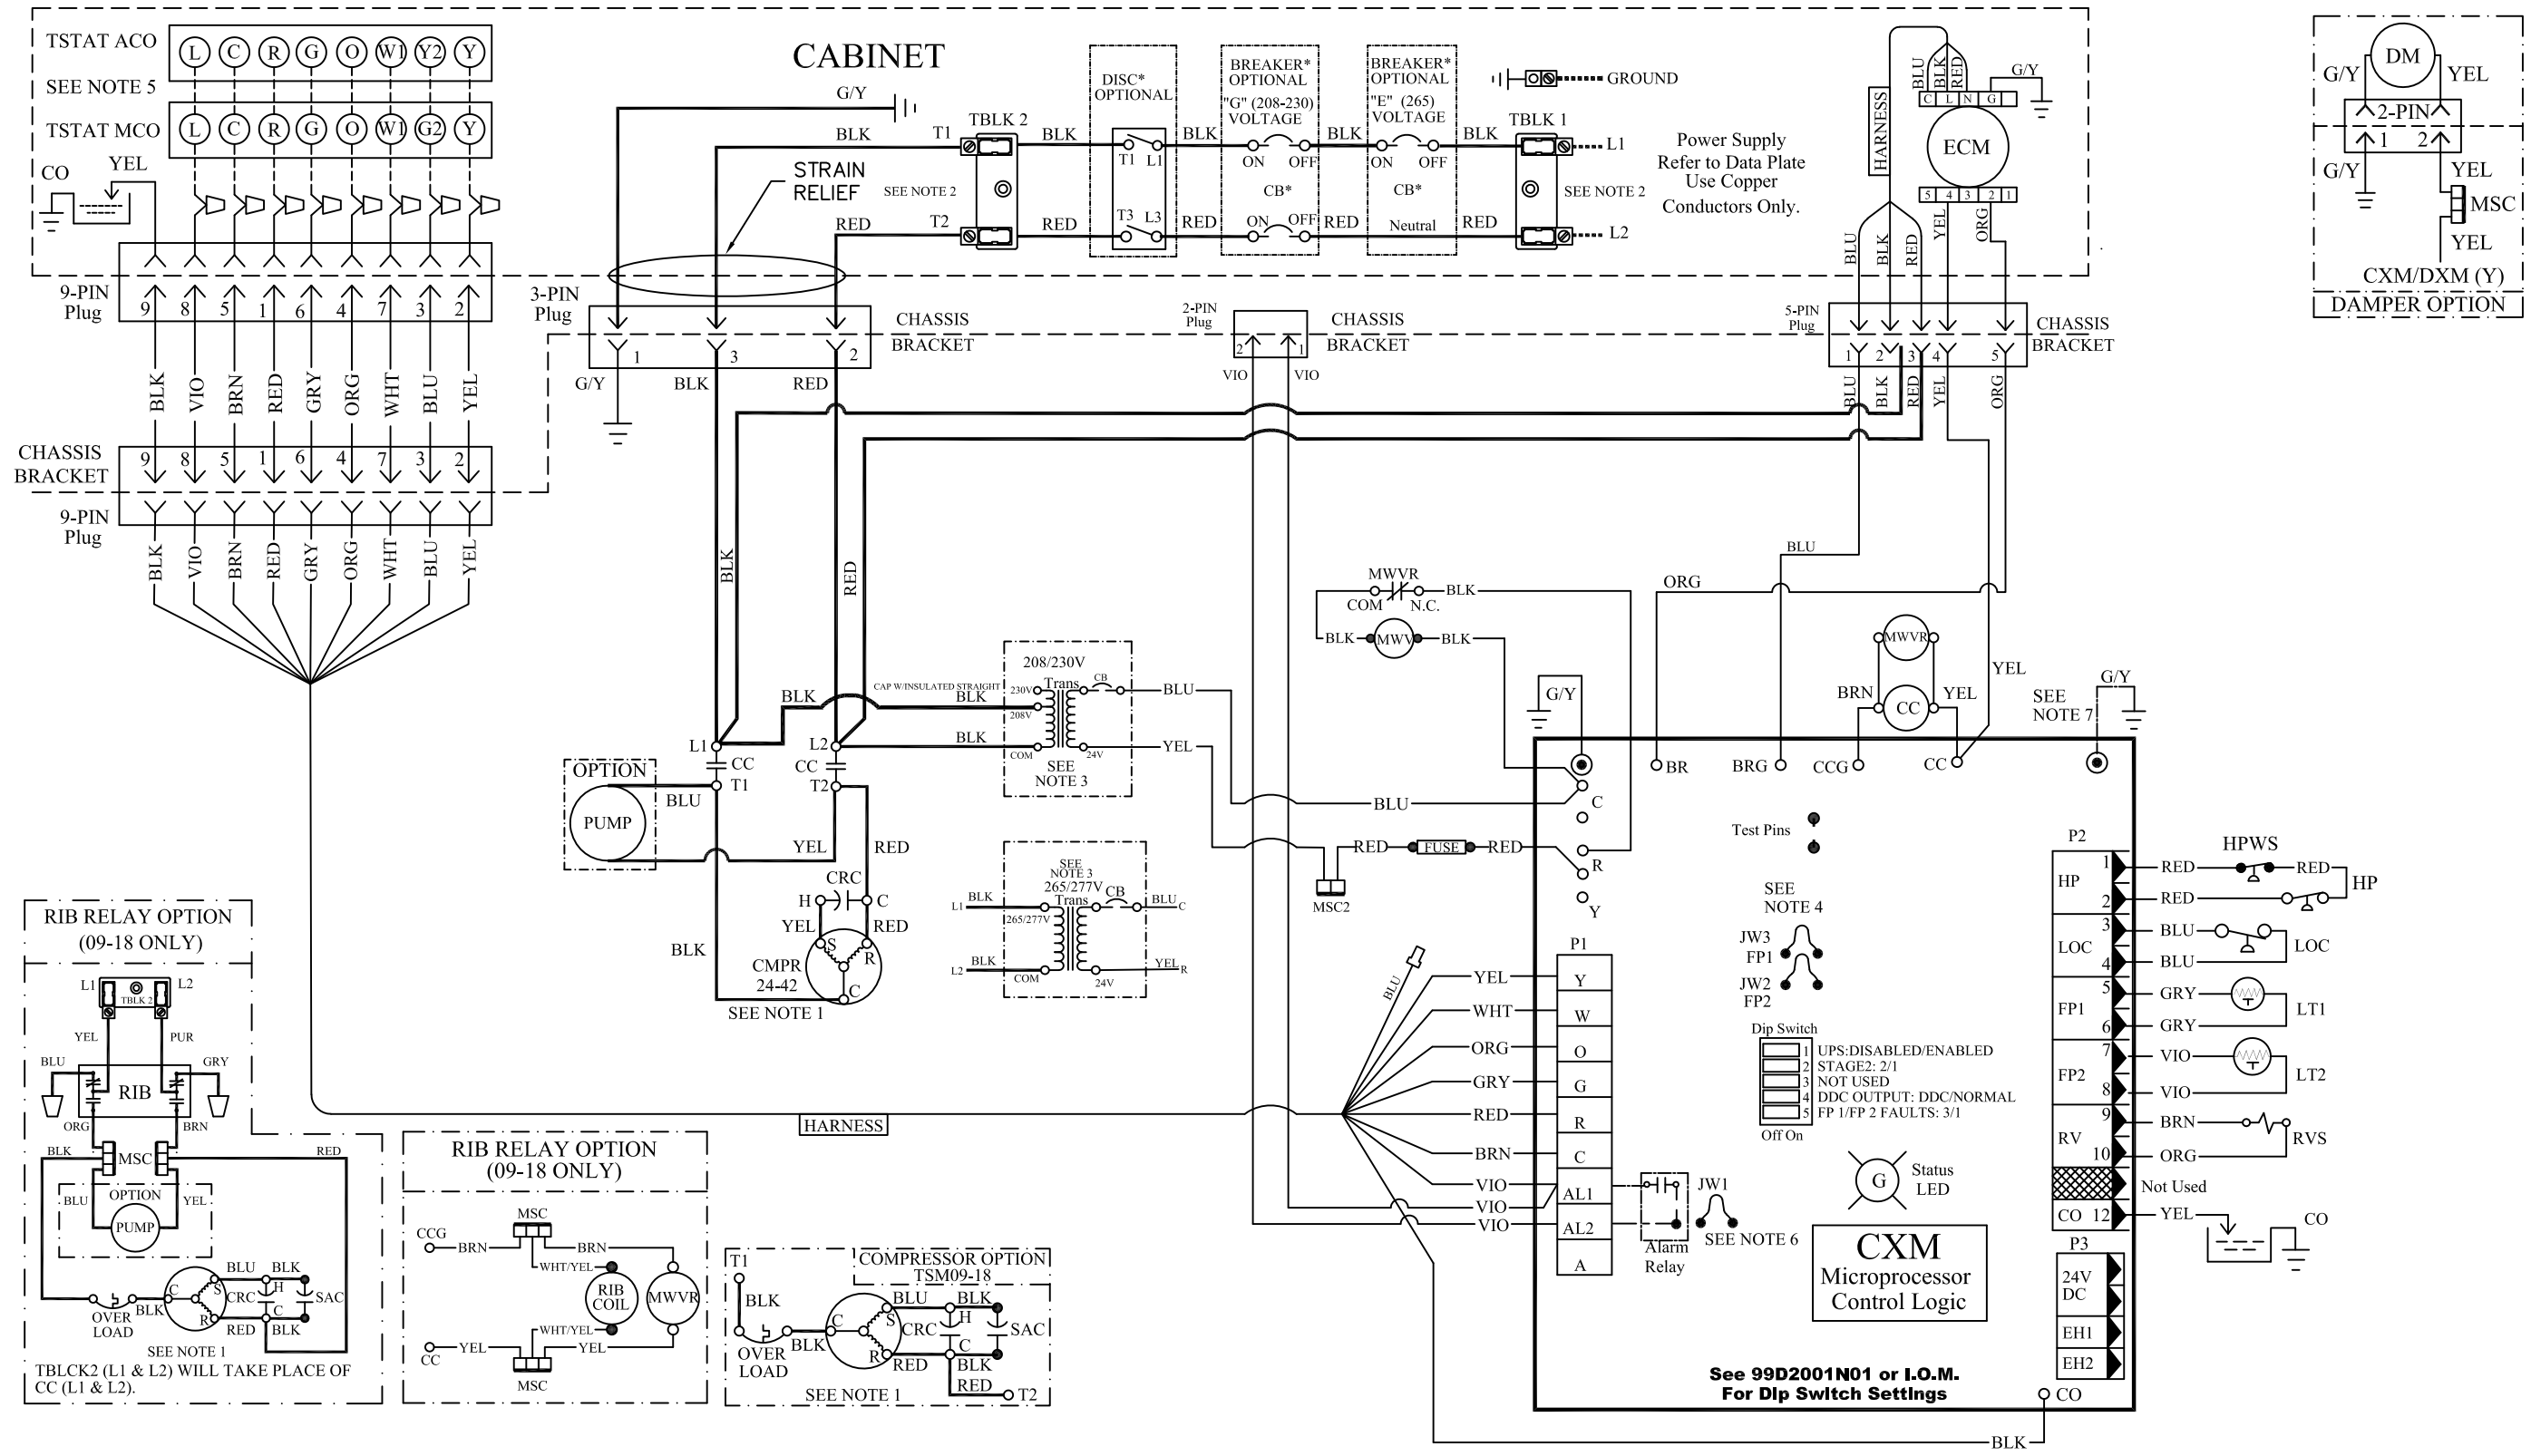 TSTAT ACO
L C R G O W1 Y2 Y
SEE NOTE 5
TSTAT MCO
L C R G O W1 G2 Y
CO
YEL
9-PIN
Plug
9 8 5 1 6 4 7 3 2
BLK VIO BRN RED GRY ORG WHT BLU YEL
CHASSIS
BRACKET
9 8 5 1 6 4 7 3 2
9-PIN
Plug
BLK VIO BRN RED GRY ORG WHT BLU YEL
CABINET
G/Y
BLK
T1
TBLK 2
BLK
STRAIN
RELIEF
SEE NOTE 2
RED
T2
RED
DISC*
OPTIONAL
T1 L1
T3 L3
BLK
RED
BREAKER*
OPTIONAL
"G" (208-230)
VOLTAGE
ON OFF
CB*
ON OFF
BLK
RED
BREAKER*
OPTIONAL
"E" (265)
VOLTAGE
ON OFF
CB*
Neutral
BLK
RED
GROUND
TBLK 1
L1
SEE NOTE 2
L2
Power Supply
Refer to Data Plate
Use Copper
Conductors Only.
HARNESS
BLU BLK RED
G/Y
C L N G
ECM
5 4 3 2 1
BLU BLK RED YEL ORG
DM
G/Y
YEL
2-PIN
1 2
G/Y
YEL
MSC
YEL
CXM/DXM (Y)
DAMPER OPTION
3-PIN
Plug
1 3 2
G/Y
BLK
RED
CHASSIS
BRACKET
2-PIN
Plug
2 1
VIO
VIO
CHASSIS
BRACKET
5-PIN
Plug
1 2 3 4 5
BLU BLK RED YEL ORG
CHASSIS
BRACKET
BLK
RED
BLU
ORG
MWVR
COM N.C.
BLK
BLK
MWV
BLK
MWVR
BRN
YEL
CC
YEL
SEE
NOTE 7
G/Y
G/Y
BLK
CAP W/INSULATED STRAIGHT
BLK
BLK
208/230V
Trans
CB
230V
208V
COM
24V
SEE
NOTE 3
BLU
YEL
L1
L2
CC
CC
T1
T2
OPTION
BLU
PUMP
YEL
RED
CRC
H
C
YEL
RED
S
R
CMPR
24-42
C
BLK
SEE NOTE 1
SEE
NOTE 3
265/277V
Trans
CB
L1
BLK
265/277V
BLU
C
L2
BLK
COM
24V
YEL
R
BLU
RED
FUSE
RED
MSC2
BLU
HARNESS
YEL
WHT
ORG
GRY
RED
BRN
VIO
VIO
VIO
BR
BRG
CCG
CC
C
R
Y
Test Pins
SEE
NOTE 4
JW3
FP1
JW2
FP2
P1
Y
W
O
G
R
C
AL1
AL2
A
Dip Switch
1 UPS:DISABLED/ENABLED
2 STAGE2: 2/1
3 NOT USED
4 DDC OUTPUT: DDC/NORMAL
5 FP 1/FP 2 FAULTS: 3/1
Off On
G
Status
LED
JW1
SEE NOTE 6
Alarm
Relay
CXM
Microprocessor
Control Logic
See 99D2001N01 or I.O.M.
For Dip Switch Settings
CO
BLK
P2
HP
1
2
LOC
3
4
FP1
5
6
FP2
7
8
RV
9
10
Not Used
CO 12
P3
24V
DC
EH1
EH2
HPWS
RED
RED
RED
HP
BLU
BLU
LOC
GRY
GRY
LT1
VIO
VIO
LT2
BRN
ORG
RVS
YEL
CO
RIB RELAY OPTION
(09-18 ONLY)
L1
TBLK 2
L2
YEL
PUR
BLU
GRY
RIB
ORG
BRN
BLK
MSC
RED
BLU
OPTION
YEL
PUMP
BLU BLK
C
S
CRC
H
SAC
OVER
LOAD
BLK
R
C
RED BLK
SEE NOTE 1
TBLCK2 (L1 & L2) WILL TAKE PLACE OF
CC (L1 & L2).
RIB RELAY OPTION
(09-18 ONLY)
MSC
CCG
BRN
BRN
WHT/YEL
RIB
COIL
MWVR
WHT/YEL
YEL
YEL
CC
MSC
T1
COMPRESSOR OPTION
TSM09-18
BLK
BLU BLK
C
S
CRC
H
SAC
OVER
LOAD
BLK
R
C
RED BLK
RED
T2
SEE NOTE 1